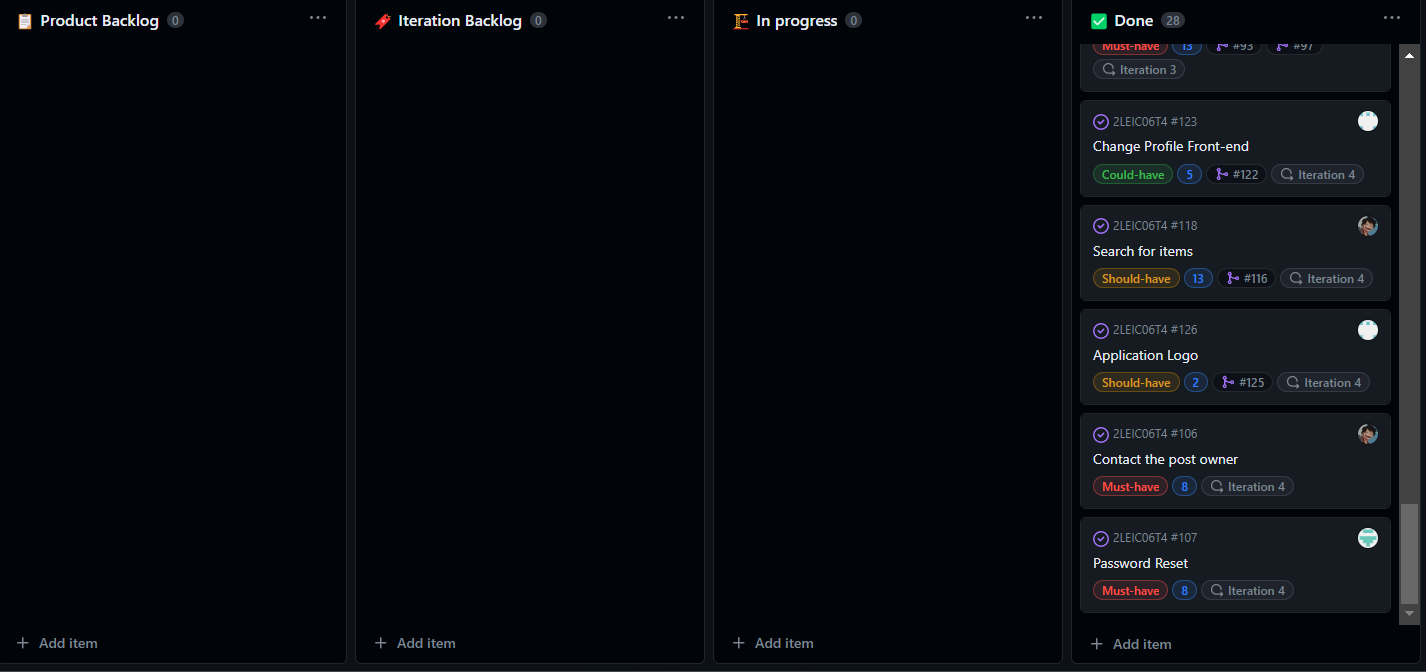 Product Backlog 0
Add item
Iteration Backlog 0
Add item
In progress 0
Add item
Done 28
Must-have 13 #93 #97
Iteration 3
2LEIC06T4 #123
Change Profile Front-end
Could-have 5 #122 Iteration 4
2LEIC06T4 #118
Search for items
Should-have 13 #116 Iteration 4
2LEIC06T4 #126
Application Logo
Should-have 2 #125 Iteration 4
2LEIC06T4 #106
Contact the post owner
Must-have 8 Iteration 4
2LEIC06T4 #107
Password Reset
Must-have 8 Iteration 4
Add item